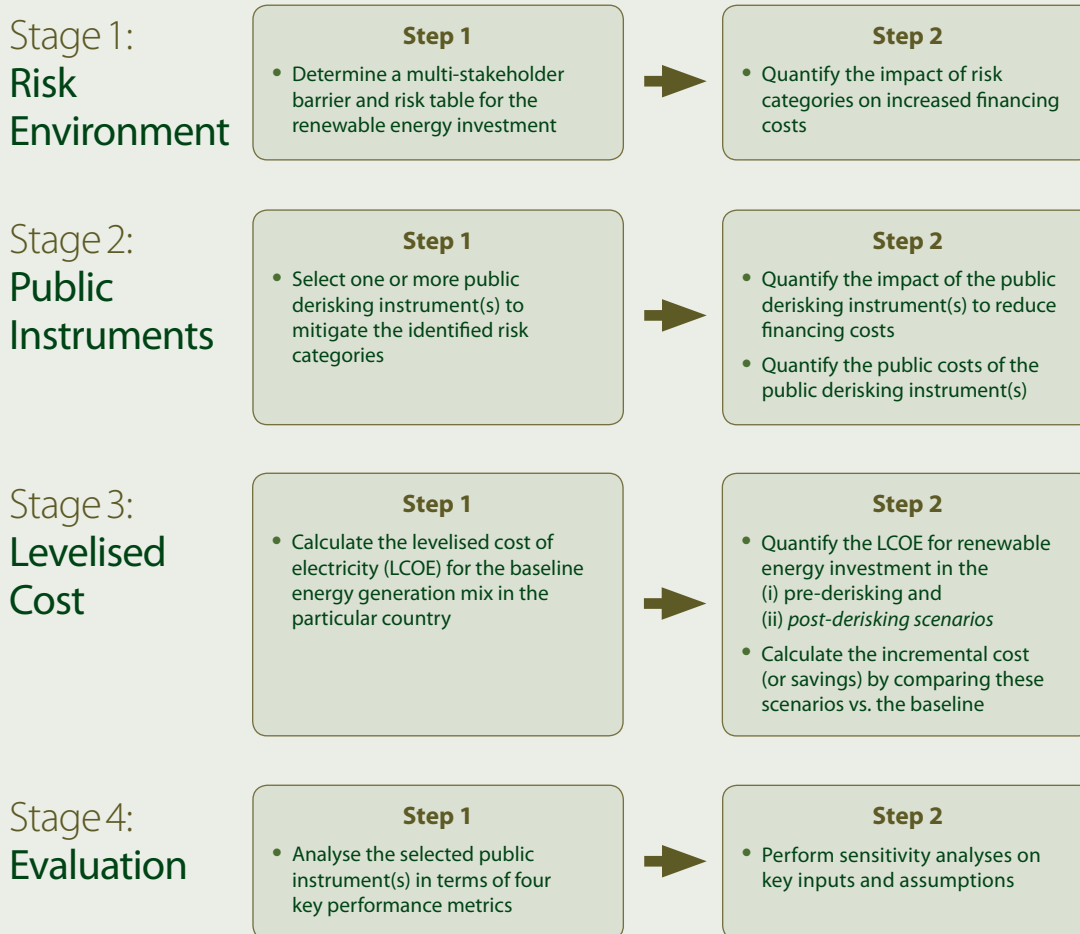 Stage 1:
Risk
Environment
Step 1
• Determine a multi-stakeholder
barrier and risk table for the
renewable energy investment
Step 2
• Quantify the impact of risk
categories on increased financing
costs
Stage 2:
Public
Instruments
Step 1
• Select one or more public
derisking instrument(s) to
mitigate the identified risk
categories
Step 2
• Quantify the impact of the public
derisking instrument(s) to reduce
financing costs
• Quantify the public costs of the
public derisking instrument(s)
Stage 3:
Levelised
Cost
Step 1
• Calculate the levelised cost of
electricity (LCOE) for the baseline
energy generation mix in the
particular country
Step 2
• Quantify the LCOE for renewable
energy investment in the
(i) pre-derisking and
(ii) post-derisking scenarios
• Calculate the incremental cost
(or savings) by comparing these
scenarios vs. the baseline
Stage 4:
Evaluation
Step 1
• Analyse the selected public
instrument(s) in terms of four
key performance metrics
Step 2
• Perform sensitivity analyses on
key inputs and assumptions